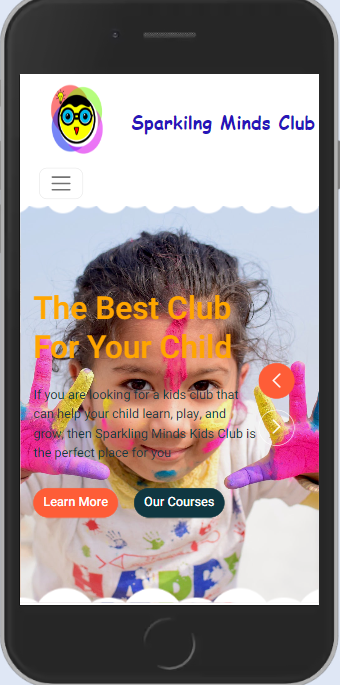 Sparkilng Minds Club
The Best Club
For Your Child
If you are looking for a kids club that
can help your child learn, play, and
grow, then Sparkling Minds Kids Club is
the perfect place for you
Learn More
Our Courses
HADE